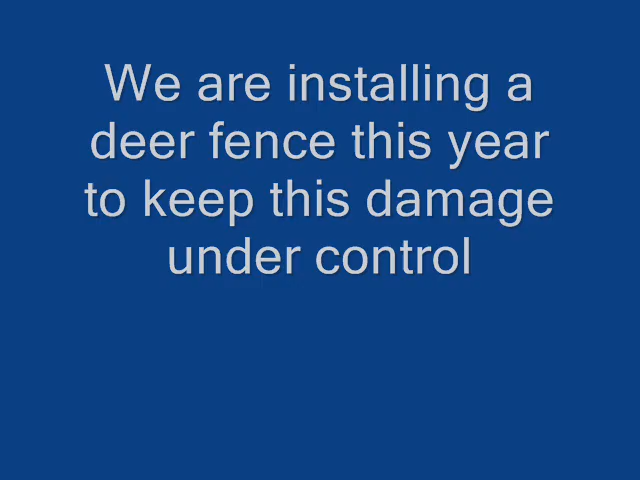 We are installing a
deer fence this year
to keep this damage
under control